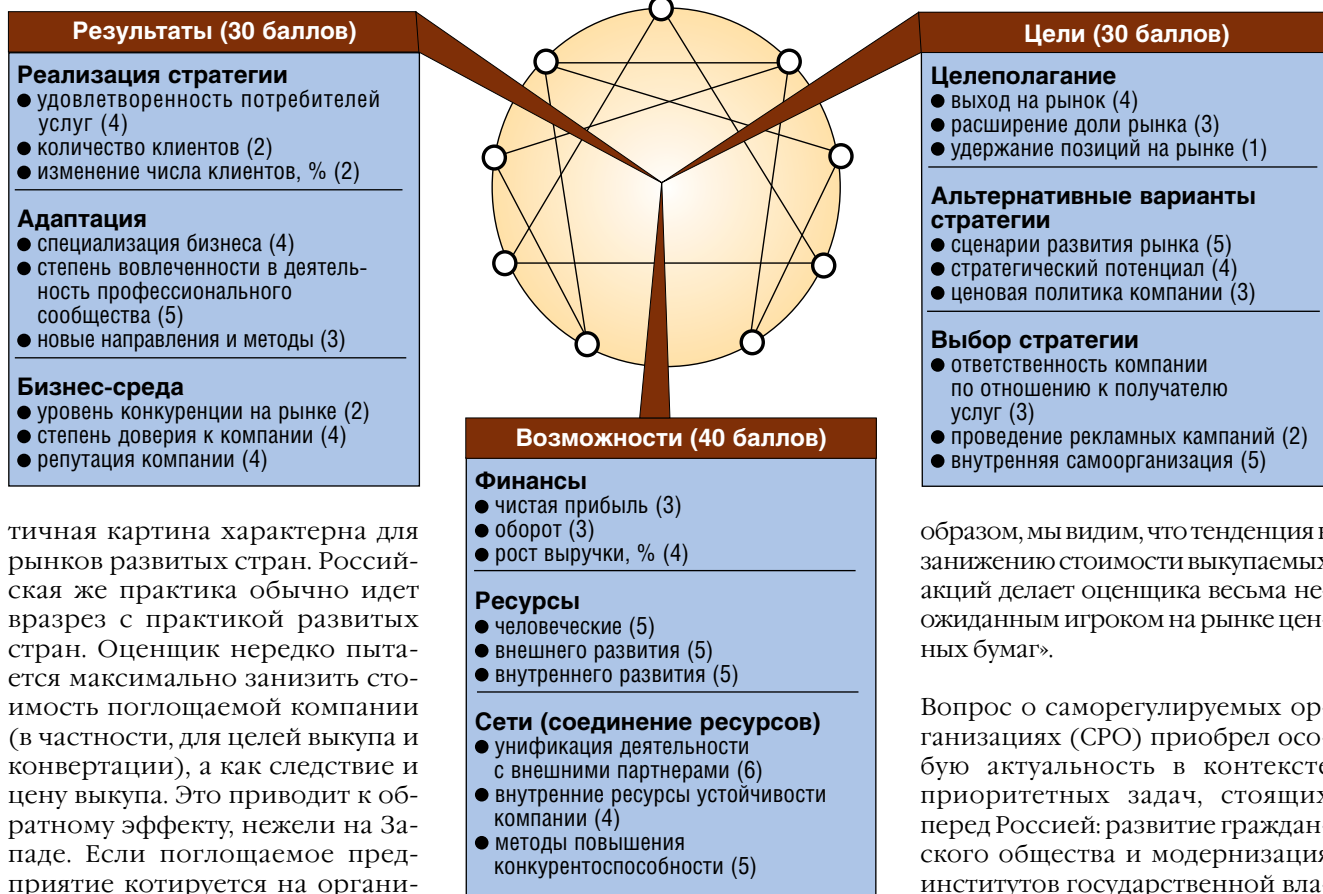 Результаты (30 баллов)
Реализация стратегии
● удовлетворенность потребителей
услуг (4)
● количество клиентов (2)
● изменение числа клиентов, % (2)
Адаптация
● специализация бизнеса (4)
● степень вовлеченности в деятель-
ность профессионального
сообщества (5)
● новые направления и методы (3)
Бизнес-среда
● уровень конкуренции на рынке (2)
● степень доверия к компании (4)
● репутация компании (4)
Цели (30 баллов)
Целеполагание
● выход на рынок (4)
● расширение доли рынка (3)
● удержание позиций на рынке (1)
Альтернативные варианты
стратегии
● сценарии развития рынка (5)
● стратегический потенциал (4)
● ценовая политика компании (3)
Выбор стратегии
● ответственность компании
по отношению к получателю
услуг (3)
● проведение рекламных кампаний (2)
● внутренняя самоорганизация (5)
Возможности (40 баллов)
Финансы
● чистая прибыль (3)
● оборот (3)
● рост выручки, % (4)
Ресурсы
● человеческие (5)
● внешнего развития (5)
● внутреннего развития (5)
Сети (соединение ресурсов)
● унификация деятельности
с внешними партнерами (6)
● внутренние ресурсы устойчивости
компании (4)
● методы повышения
конкурентоспособности (5)
тичная картина характерна для
рынков развитых стран. Россий-
ская же практика обычно идет
вразрез с практикой развитых
стран. Оценщик нередко пыта-
ется максимально занизить сто-
имость поглощаемой компании
(в частности, для целей выкупа и
конвертации), а как следствие и
цену выкупа. Это приводит к об-
ратному эффекту, нежели на За-
паде. Если поглощаемое пред-
приятие котируется на органи-
образом, мы видим, что тенденция
занижению стоимости выкупаемых
акций делает оценщика весьма не-
ожиданным игроком на рынке цен-
ных бумаг».
Вопрос о саморегулируемых ор-
ганизациях (СРО) приобрел осо-
бую актуальность в контексте
приоритетных задач, стоящих
перед Россией: развитие граждан-
ского общества и модернизация
институтов государственной вла-